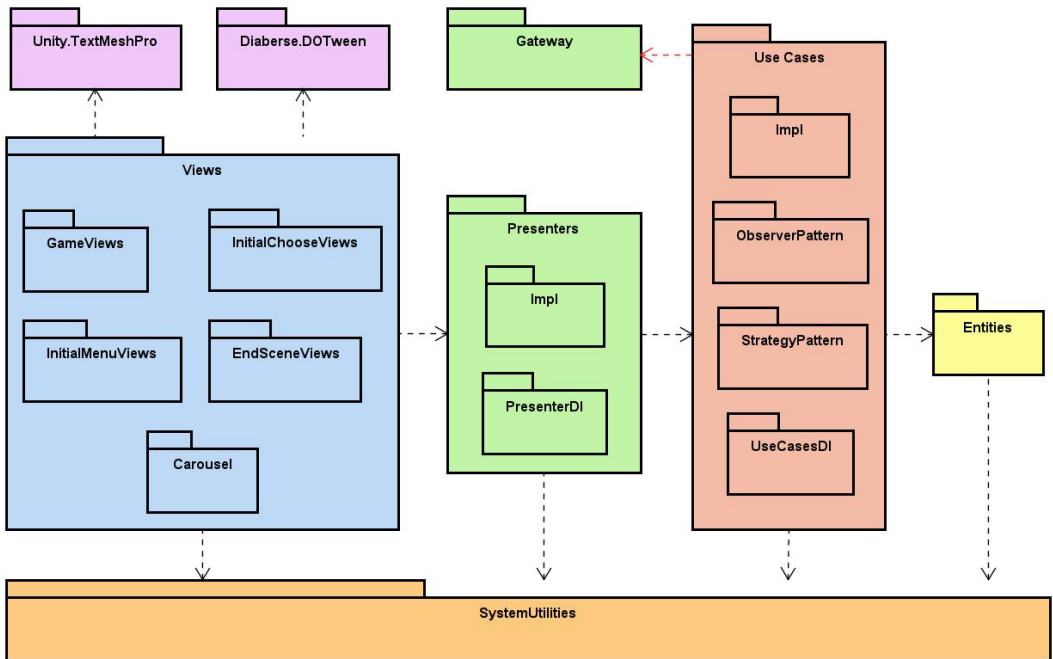 Unity.TextMeshPro
Diaberse.DOTween
Gateway
Use Cases
Impl
Views
GameViews
InitialChooseViews
Presenters
ObserverPattern
Impl
InitialMenuViews
EndSceneViews
StrategyPattern
Entities
PresenterDI
UseCasesDI
Carousel
SystemUtilities